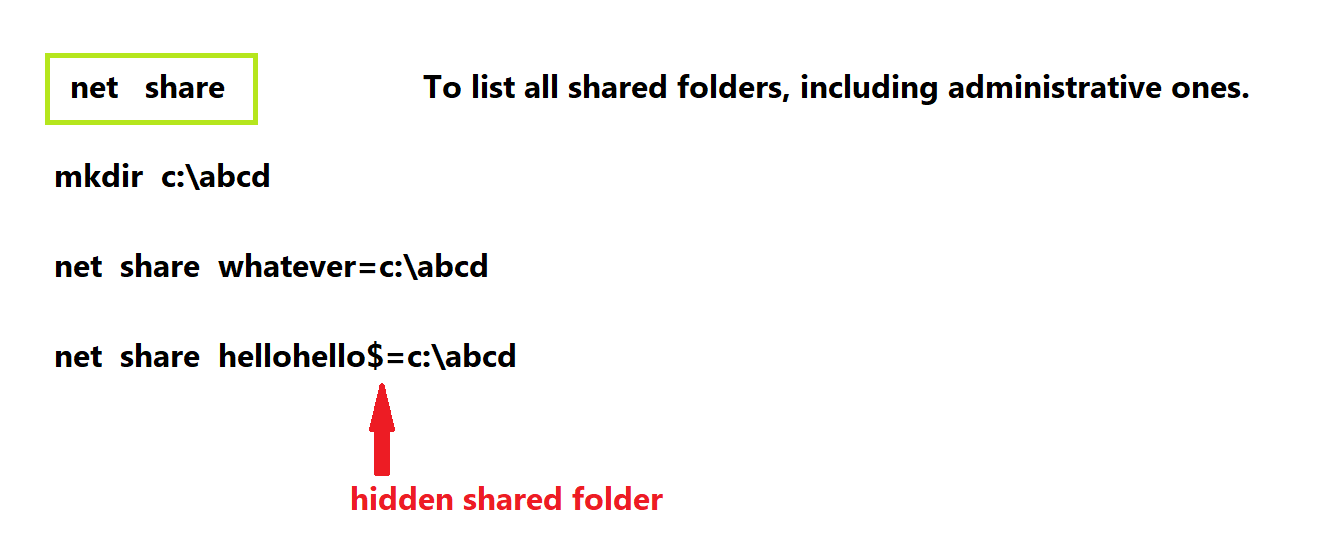 net share
To list all shared folders, including administrative ones.
mkdir c:\abcd
net share whatever=c:\abcd
net share hellohello$=c:\abcd
hidden shared folder